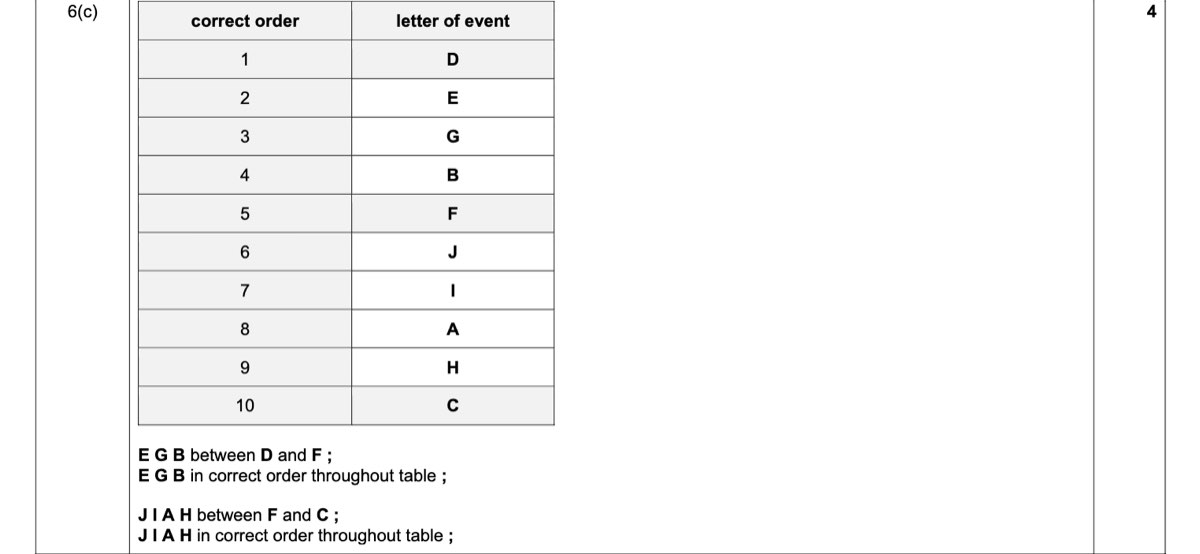 6(c)
correct order letter of event 4
1 D
2 E
3 G
4 B
5 F
6 J
7 I
8 A
9 H
10 C
E G B between D and F ;
E G B in correct order throughout table ;
J I A H between F and C ;
J I A H in correct order throughout table ;